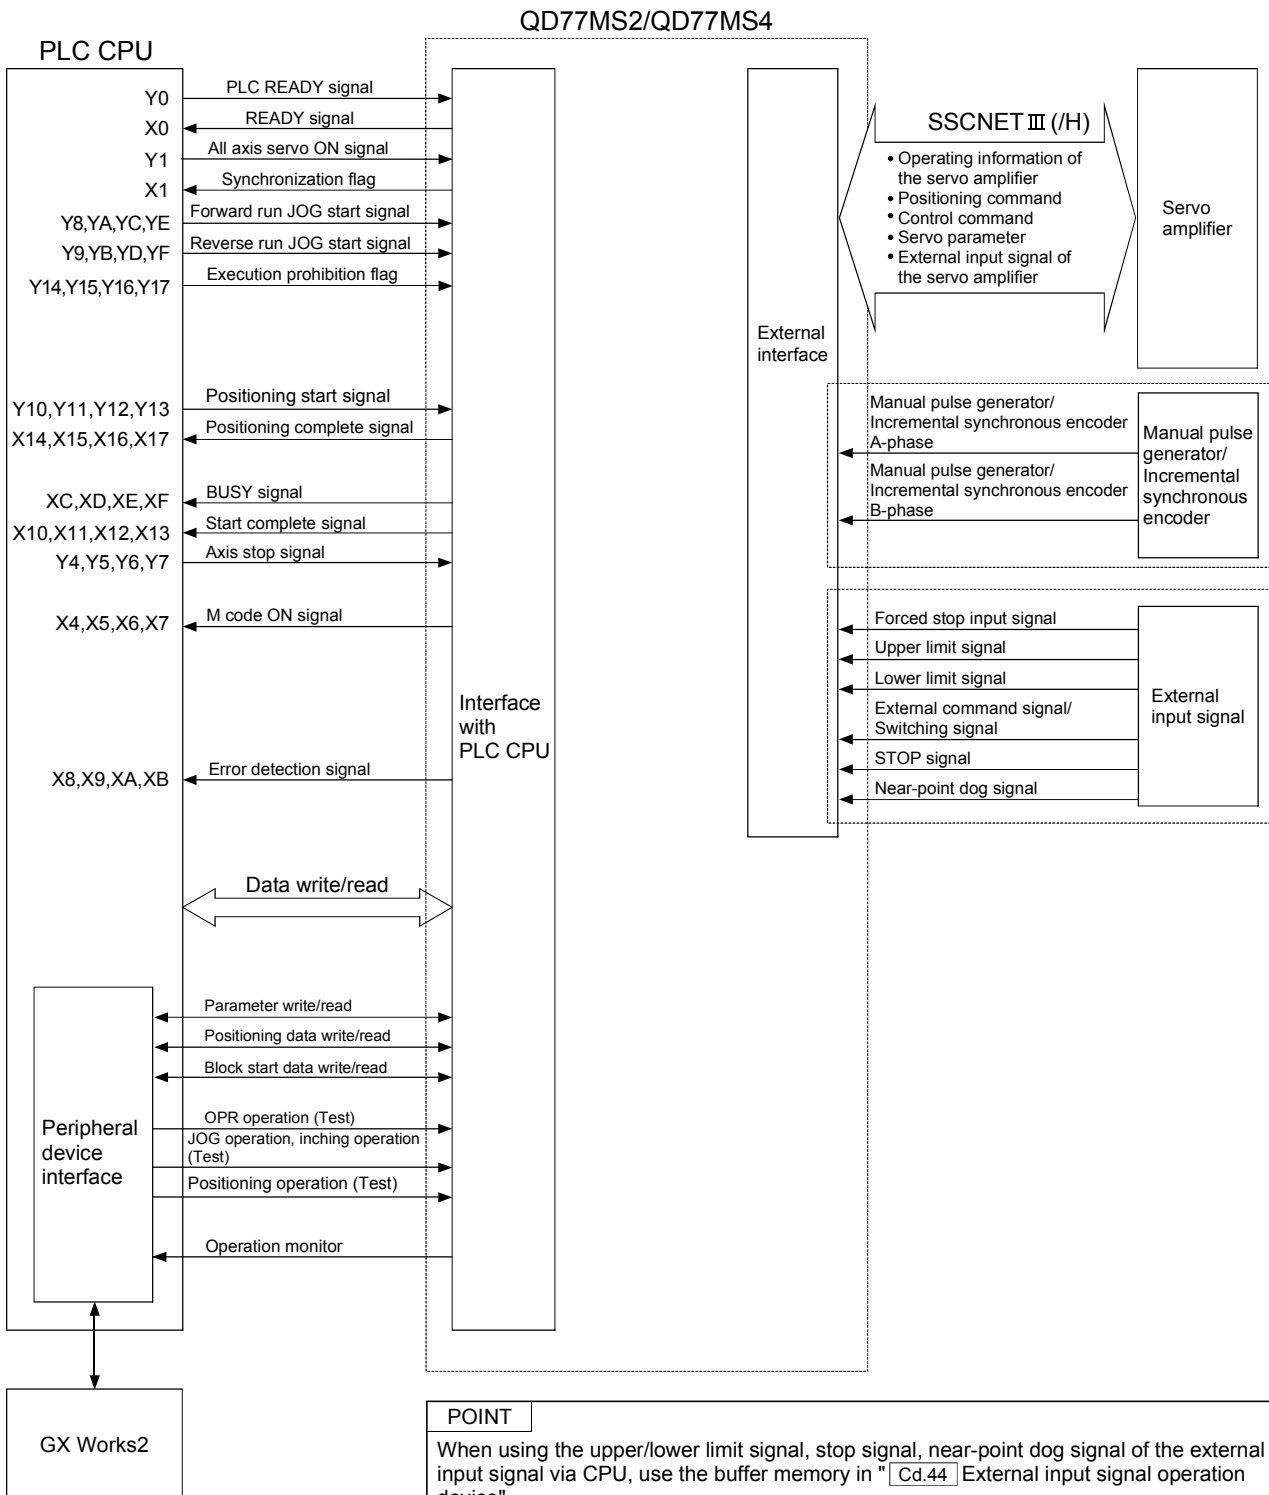 QD77MS2/QD77MS4
PLC CPU
Y0
PLC READY signal
X0
READY signal
Y1
All axis servo ON signal
X1
Synchronization flag
Y8,YA,YC,YE
Forward run JOG start signal
Y9,YB,YD,YF
Reverse run JOG start signal
Y14,Y15,Y16,Y17
Execution prohibition flag
Y10,Y11,Y12,Y13
Positioning start signal
X14,X15,X16,X17
Positioning complete signal
XC,XD,XE,XF
BUSY signal
X10,X11,X12,X13
Start complete signal
Y4,Y5,Y6,Y7
Axis stop signal
X4,X5,X6,X7
M code ON signal
X8,X9,XA,XB
Error detection signal
Data write/read
Interface
with
PLC CPU
Peripheral
device
interface
Parameter write/read
Positioning data write/read
Block start data write/read
OPR operation (Test)
JOG operation, inching operation
(Test)
Positioning operation (Test)
Operation monitor
GX Works2
External
interface
SSCNETⅢ(/H)
• Operating information of
the servo amplifier
• Positioning command
• Control command
• Servo parameter
• External input signal of
the servo amplifier
Servo
amplifier
Manual pulse generator/
Incremental synchronous encoder
A-phase
Manual pulse generator/
Incremental synchronous encoder
B-phase
Manual pulse
generator/
Incremental
synchronous
encoder
Forced stop input signal
Upper limit signal
Lower limit signal
External command signal/
Switching signal
STOP signal
Near-point dog signal
External
input signal
POINT
When using the upper/lower limit signal, stop signal, near-point dog signal of the external
input signal via CPU, use the buffer memory in " Cd.44 External input signal operation
device"